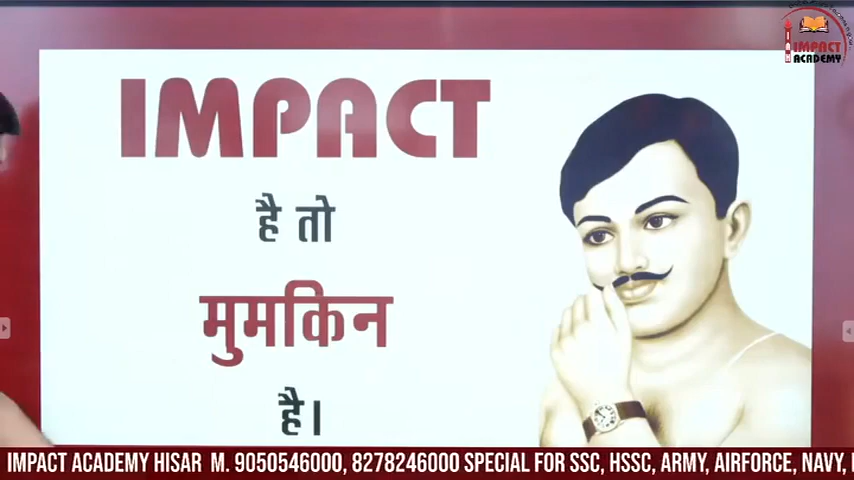 IMPACT
ACADEMY
IMPACT
है तो
मुमकिन
है।
IMPACT ACADEMY HISAR M. 9050546000, 8278246000 SPECIAL FOR SSC, HSSC, ARMY, AIRFORCE, NAVY,